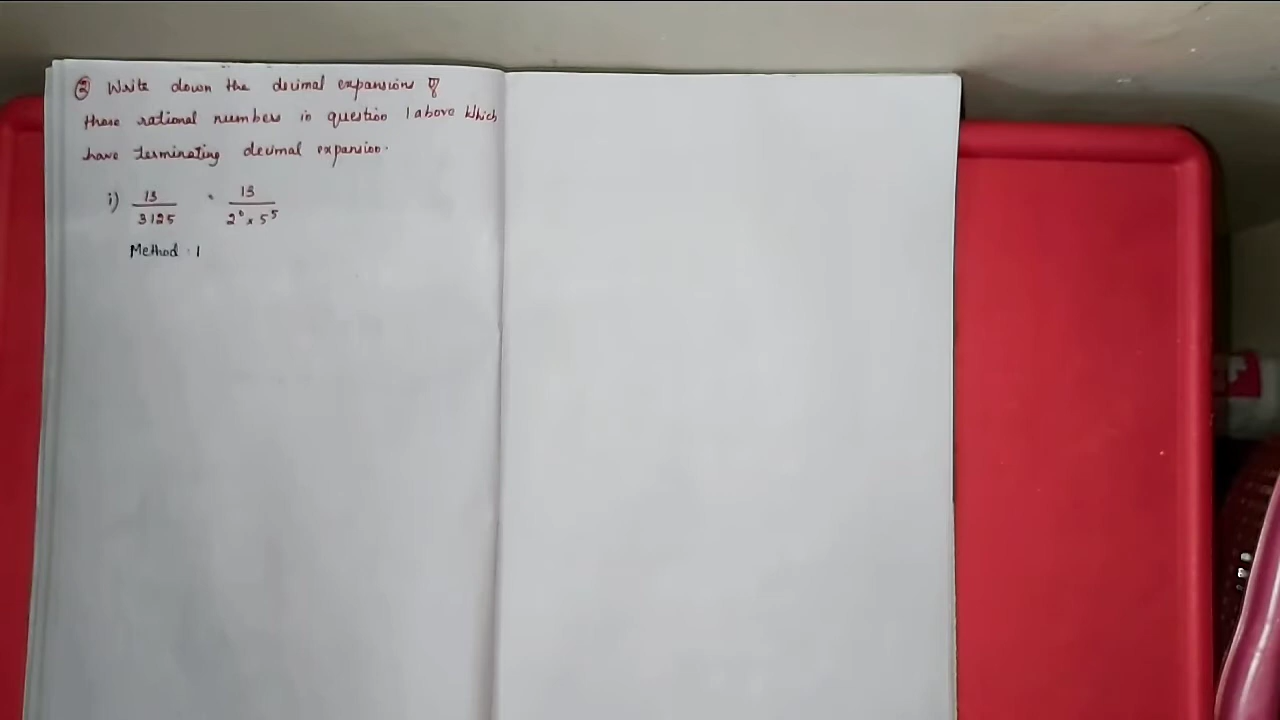 ② Write down the decimal expansions of
those rational numbers in question 1 above which
have terminating decimal expansion.
i) 13/3125 = 13/2⁰ × 5⁵
Method : 1